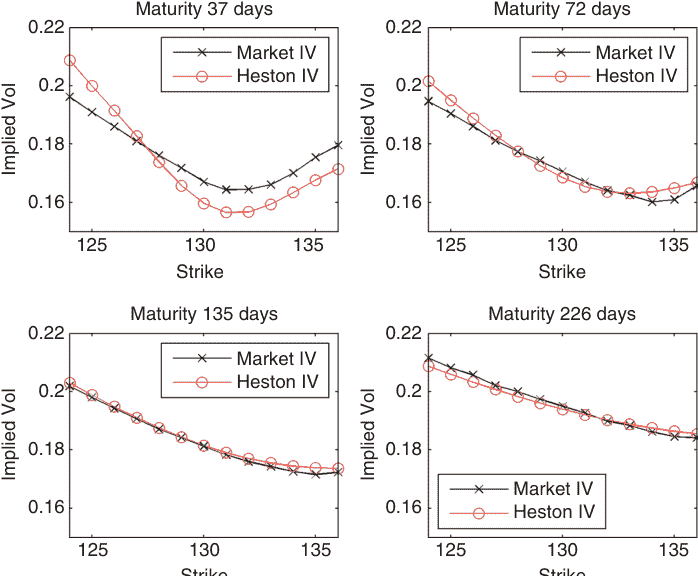 Maturity 37 days
0.22
0.2
0.18
0.16
Implied Vol
Market IV
Heston IV
125
130
135
Strike
Maturity 72 days
0.22
0.2
0.18
0.16
Implied Vol
Market IV
Heston IV
125
130
135
Strike
Maturity 135 days
0.22
0.2
0.18
0.16
Implied Vol
Market IV
Heston IV
125
130
135
Strike
Maturity 226 days
0.22
0.2
0.18
0.16
Implied Vol
Market IV
Heston IV
125
130
135
Strike